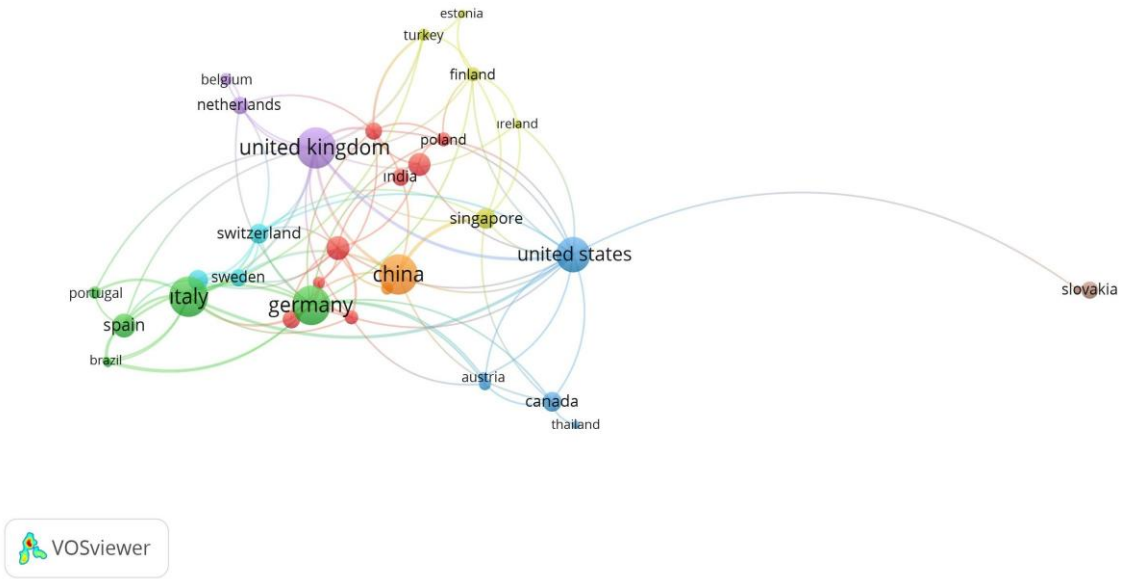 estonia
turkey
finland
belgium
netherlands
ireland
poland
united kingdom
india
singapore
switzerland
united states
china
sweden
slovakia
portugal
italy
germany
spain
brazil
austria
canada
thailand
VOSviewer